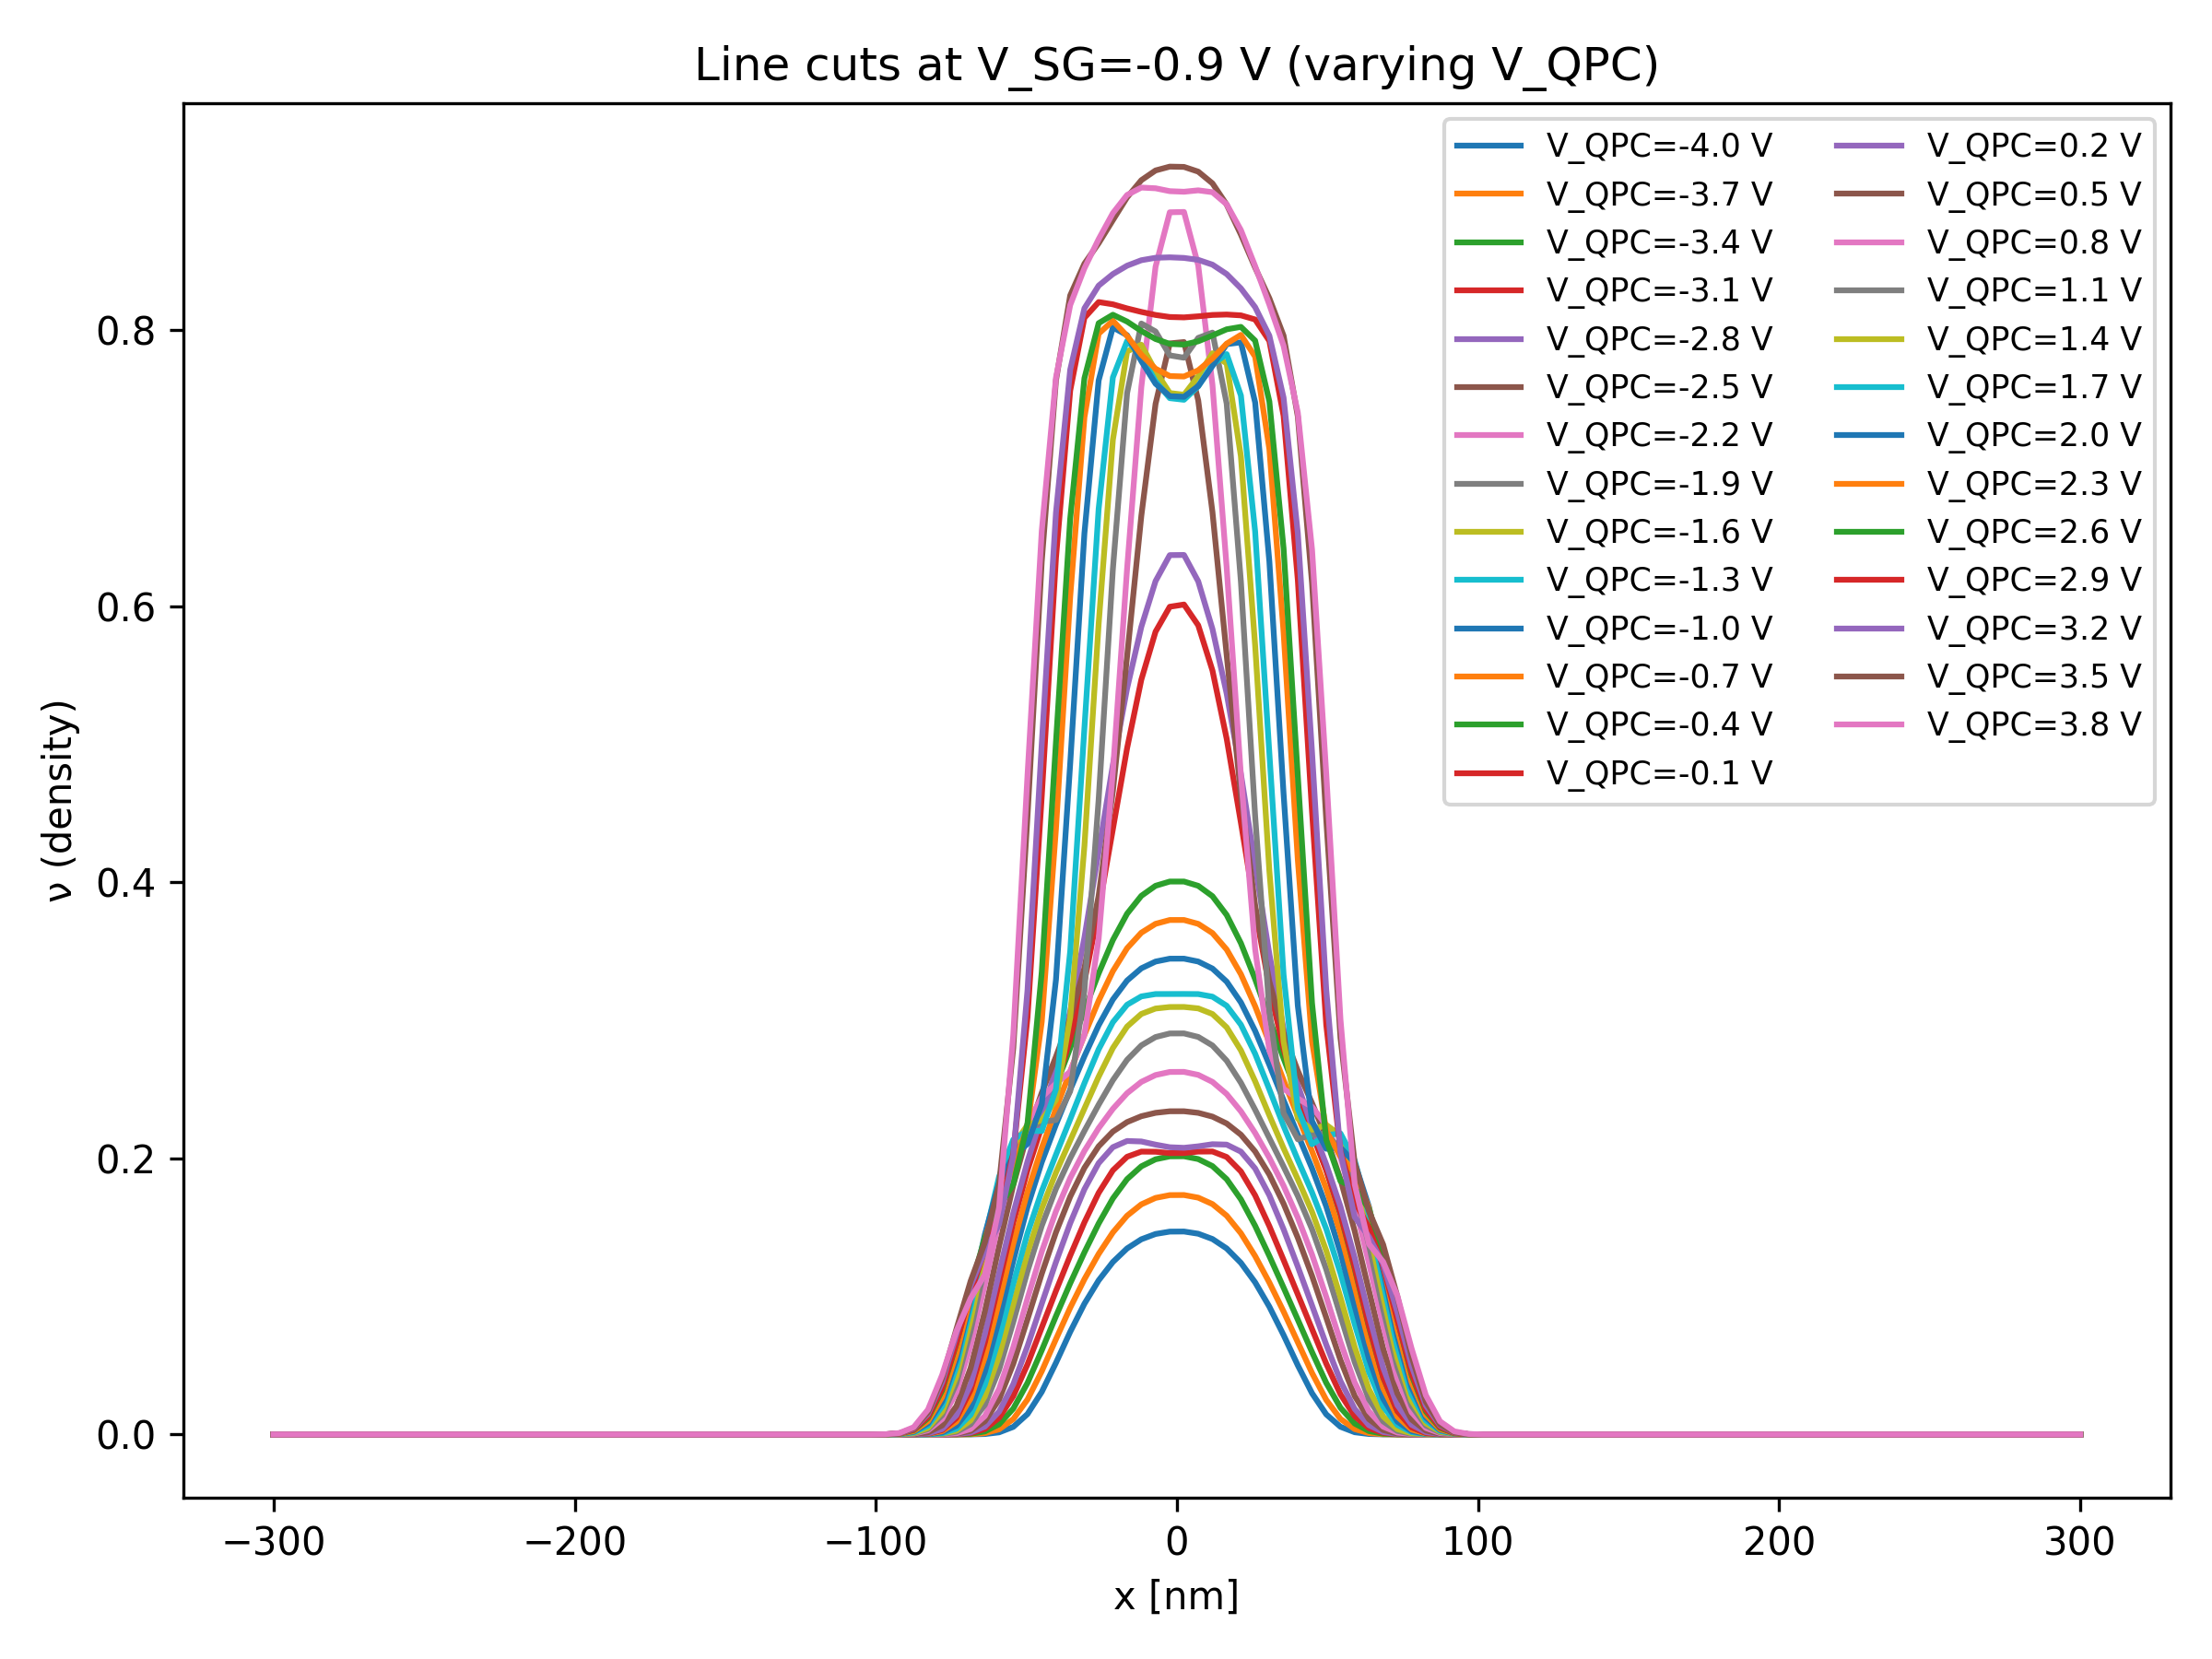 Line cuts at V_SG=-0.9 V (varying V_QPC)
V_QPC=-4.0 V
V_QPC=-3.7 V
V_QPC=-3.4 V
V_QPC=-3.1 V
V_QPC=-2.8 V
V_QPC=-2.5 V
V_QPC=-2.2 V
V_QPC=-1.9 V
V_QPC=-1.6 V
V_QPC=-1.3 V
V_QPC=-1.0 V
V_QPC=-0.7 V
V_QPC=-0.4 V
V_QPC=-0.1 V
V_QPC=0.2 V
V_QPC=0.5 V
V_QPC=0.8 V
V_QPC=1.1 V
V_QPC=1.4 V
V_QPC=1.7 V
V_QPC=2.0 V
V_QPC=2.3 V
V_QPC=2.6 V
V_QPC=2.9 V
V_QPC=3.2 V
V_QPC=3.5 V
V_QPC=3.8 V
ν (density)
0.8
0.6
0.4
0.2
0.0
−300
−200
−100
0
100
200
300
x [nm]